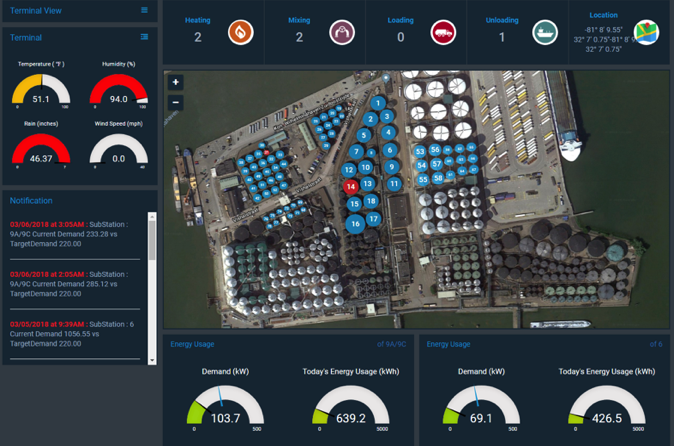 Terminal View
Terminal
Temperature ( °F )
51.1
0
100
Humidity (%)
94.0
0
100
Rain (inches)
46.37
0
7
Wind Speed (mph)
0.0
0
40
Notification
03/06/2018 at 3:05AM : SubStation :
9A/9C Current Demand 233.28 vs
TargetDemand 220.00
03/06/2018 at 2:05AM : SubStation :
9A/9C Current Demand 285.12 vs
TargetDemand 220.00
03/05/2018 at 9:39AM : SubStation : 6
Current Demand 1056.55 vs
TargetDemand 220.00
Heating
2
Mixing
2
Loading
0
Unloading
1
Location
-81° 8' 9.55"
32° 7' 0.75"-81° 8' 9.
32° 7' 0.75"
+
−
1
2
3
5
4
7
6
12
10
9
14
13
11
15
18
16
17
53
56
54
57
55
58
Energy Usage
of 9A/9C
Demand (kW)
103.7
0
500
Today's Energy Usage (kWh)
639.2
0
5000
Energy Usage
of 6
Demand (kW)
69.1
0
500
Today's Energy Usage (kWh)
426.5
0
5000